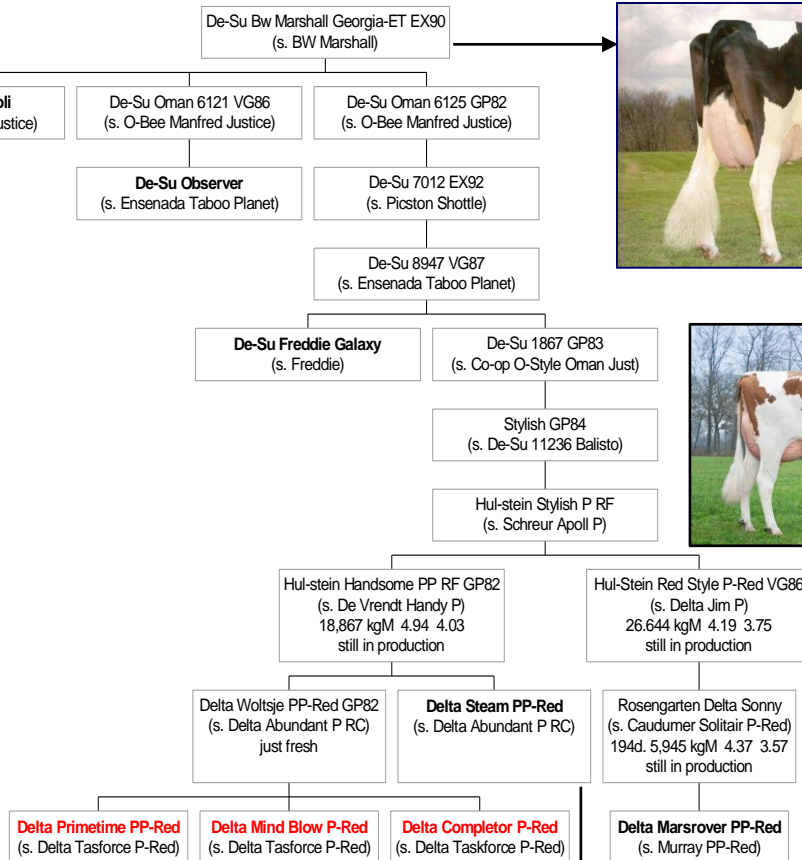 De-Su Bw Marshall Georgia-ET EX90
(s. BW Marshall)
oli
ustice)
De-Su Oman 6121 VG86
(s. O-Bee Manfred Justice)
De-Su Oman 6125 GP82
(s. O-Bee Manfred Justice)
De-Su Observer
(s. Ensenada Taboo Planet)
De-Su 7012 EX92
(s. Picston Shottle)
De-Su 8947 VG87
(s. Ensenada Taboo Planet)
De-Su Freddie Galaxy
(s. Freddie)
De-Su 1867 GP83
(s. Co-op O-Style Oman Just)
Stylish GP84
(s. De-Su 11236 Balisto)
Hul-stein Stylish P RF
(s. Schreur Apoll P)
Hul-stein Handsome PP RF GP82
(s. De Vrendt Handy P)
18,867 kgM 4.94 4.03
still in production
Hul-Stein Red Style P-Red VG86
(s. Delta Jim P)
26.644 kgM 4.19 3.75
still in production
Delta Woltsje PP-Red GP82
(s. Delta Abundant P RC)
just fresh
Delta Steam PP-Red
(s. Delta Abundant P RC)
Rosengarten Delta Sonny
(s. Caudumer Solitair P-Red)
194d. 5,945 kgM 4.37 3.57
still in production
Delta Primetime PP-Red
(s. Delta Tasforce P-Red)
Delta Mind Blow P-Red
(s. Delta Tasforce P-Red)
Delta Completor P-Red
(s. Delta Taskforce P-Red)
Delta Marsrover PP-Red
(s. Murray PP-Red)